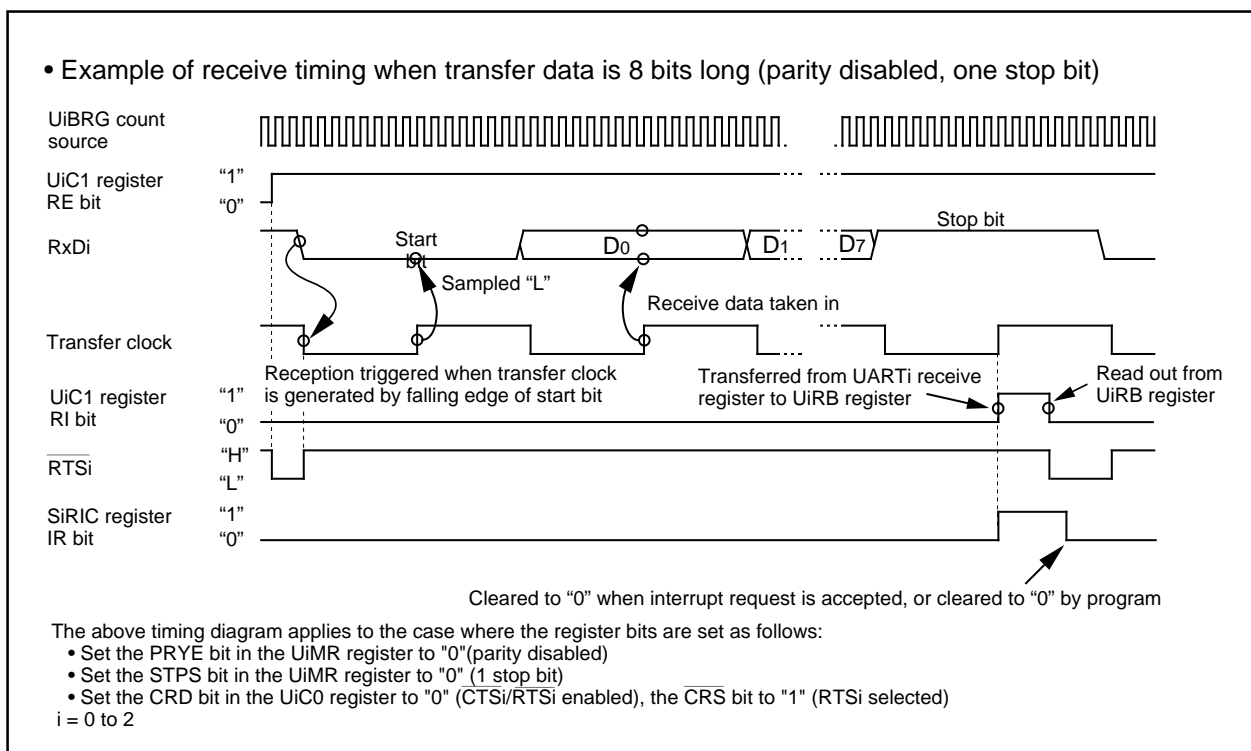 • Example of receive timing when transfer data is 8 bits long (parity disabled, one stop bit)
UiBRG count
source
UiC1 register
RE bit
“1”
“0”
RxDi
Start
bit
D0
D1
D7
Stop bit
Sampled “L”
Receive data taken in
Transfer clock
Reception triggered when transfer clock
is generated by falling edge of start bit
Transferred from UARTi receive
register to UiRB register
Read out from
UiRB register
UiC1 register
RI bit
“1”
“0”
RTSi
“H”
“L”
SiRIC register
IR bit
“1”
“0”
Cleared to “0” when interrupt request is accepted, or cleared to “0” by program
The above timing diagram applies to the case where the register bits are set as follows:
• Set the PRYE bit in the UiMR register to "0"(parity disabled)
• Set the STPS bit in the UiMR register to "0" (1 stop bit)
• Set the CRD bit in the UiC0 register to "0" (CTSi/RTSi enabled), the CRS bit to "1" (RTSi selected)
i = 0 to 2